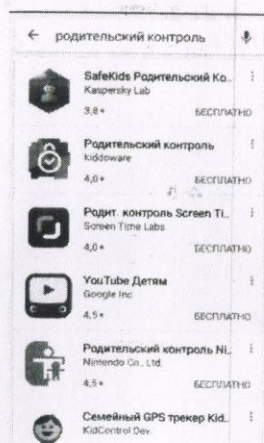 родительский контроль
SafeKids Родительский Ко..
Kaspersky Lab
3,8★ БЕСПЛАТНО
Родительский контроль
kiddoware
4,0★ БЕСПЛАТНО
Родит. контроль Screen Ti...
Screen Time Labs
4,0★ БЕСПЛАТНО
YouTube Детям
Google Inc
4,5★ БЕСПЛАТНО
Родительский контроль Ni..
Nintendo Co., Ltd.
4,5★ БЕСПЛАТНО
Семейный GPS трекер Kid..
KidControl Dev.